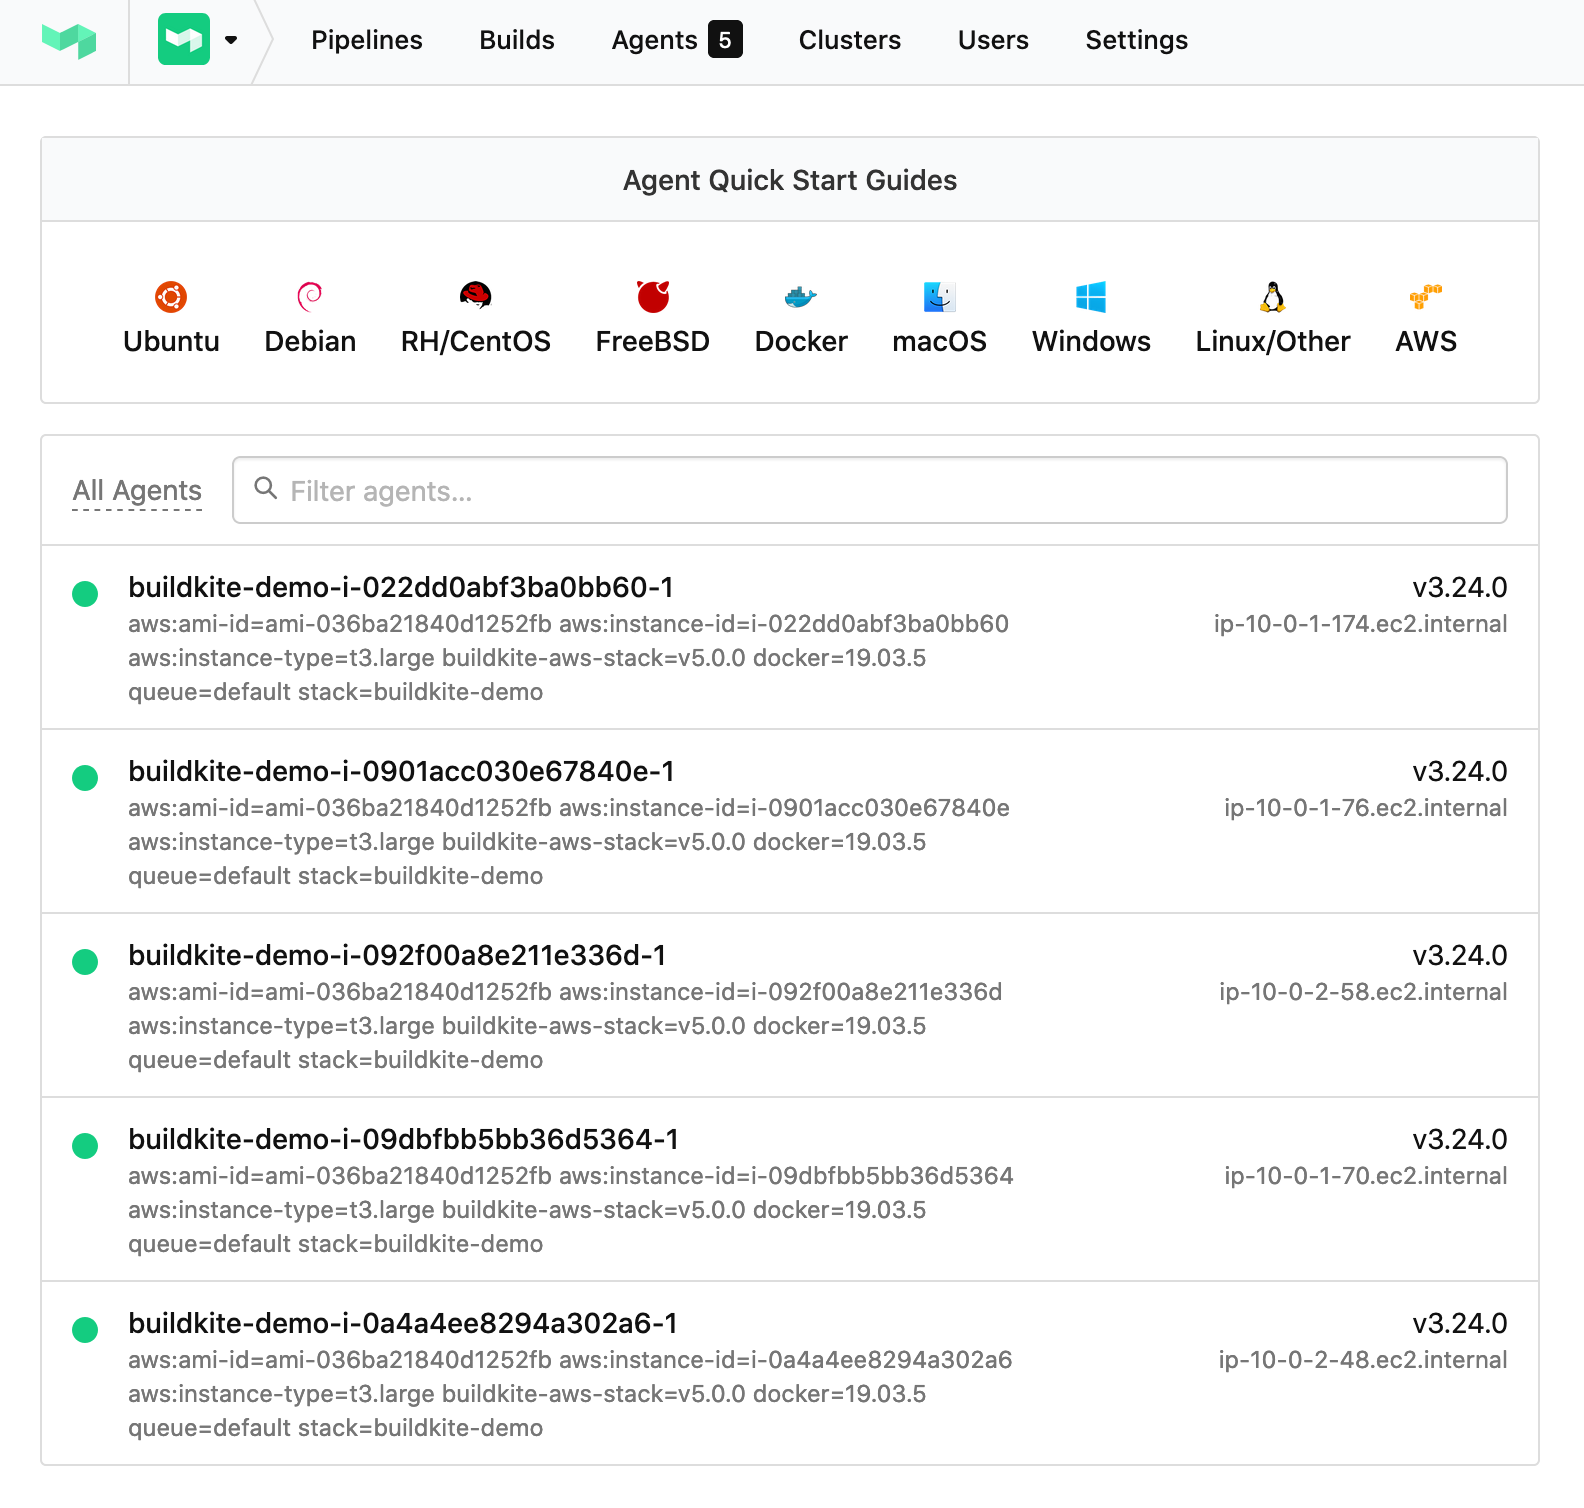 Pipelines Builds Agents 5 Clusters Users Settings
Agent Quick Start Guides
Ubuntu Debian RH/CentOS FreeBSD Docker macOS Windows Linux/Other AWS
All Agents Filter agents...
buildkite-demo-i-022dd0abf3ba0bb60-1 v3.24.0
aws:ami-id=ami-036ba21840d1252fb aws:instance-id=i-022dd0abf3ba0bb60 ip-10-0-1-174.ec2.internal
aws:instance-type=t3.large buildkite-aws-stack=v5.0.0 docker=19.03.5
queue=default stack=buildkite-demo
buildkite-demo-i-0901acc030e67840e-1 v3.24.0
aws:ami-id=ami-036ba21840d1252fb aws:instance-id=i-0901acc030e67840e ip-10-0-1-76.ec2.internal
aws:instance-type=t3.large buildkite-aws-stack=v5.0.0 docker=19.03.5
queue=default stack=buildkite-demo
buildkite-demo-i-092f00a8e211e336d-1 v3.24.0
aws:ami-id=ami-036ba21840d1252fb aws:instance-id=i-092f00a8e211e336d ip-10-0-2-58.ec2.internal
aws:instance-type=t3.large buildkite-aws-stack=v5.0.0 docker=19.03.5
queue=default stack=buildkite-demo
buildkite-demo-i-09dbfbb5bb36d5364-1 v3.24.0
aws:ami-id=ami-036ba21840d1252fb aws:instance-id=i-09dbfbb5bb36d5364 ip-10-0-1-70.ec2.internal
aws:instance-type=t3.large buildkite-aws-stack=v5.0.0 docker=19.03.5
queue=default stack=buildkite-demo
buildkite-demo-i-0a4a4ee8294a302a6-1 v3.24.0
aws:ami-id=ami-036ba21840d1252fb aws:instance-id=i-0a4a4ee8294a302a6 ip-10-0-2-48.ec2.internal
aws:instance-type=t3.large buildkite-aws-stack=v5.0.0 docker=19.03.5
queue=default stack=buildkite-demo